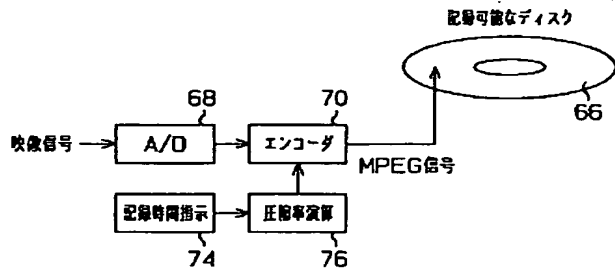 記録可能なディスク
66
68
70
映像信号
A/D
エンコーダ
MPEG信号
記録時間指示
圧縮率演算
74
76